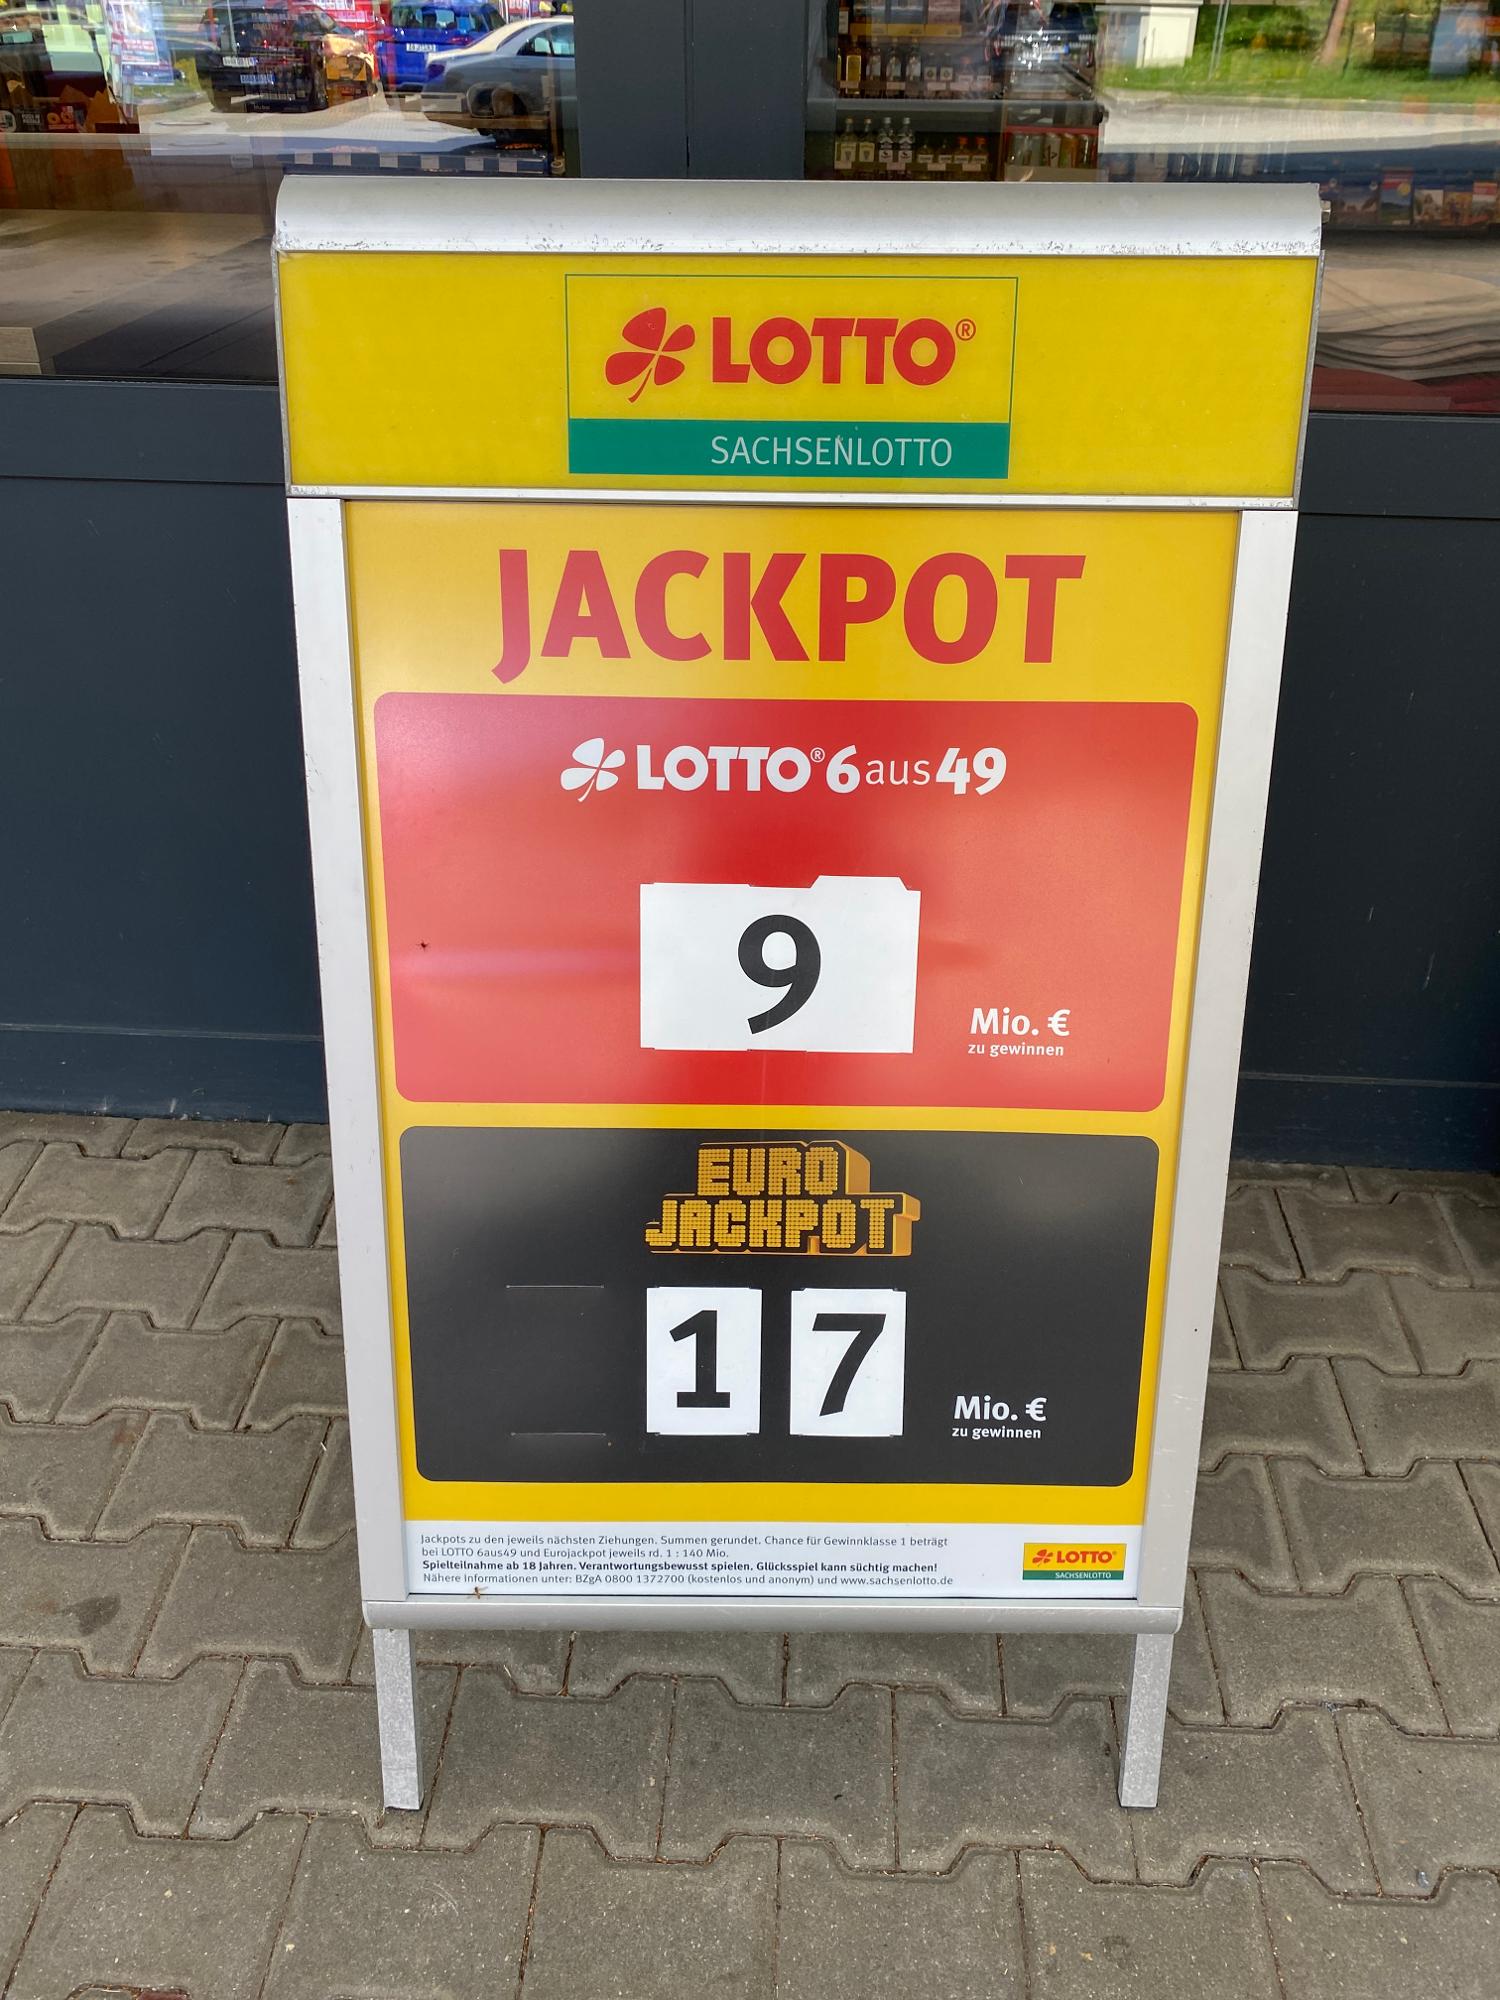 LOTTO®
SACHSENLOTTO
JACKPOT
LOTTO® 6aus49
9
Mio. €
zu gewinnen
EURO
JACKPOT
1 7
Mio. €
zu gewinnen
Jackpots zu den jeweils nächsten Ziehungen. Summen gerundet. Chance für Gewinnklasse 1 beträgt
bei LOTTO 6aus49 und Eurojackpot jeweils rd. 1 : 140 Mio.
Spielteilnahme ab 18 Jahren. Verantwortungsbewusst spielen. Glücksspiel kann süchtig machen!
Nähere Informationen unter: BZgA 0800 1372700 (kostenlos und anonym) und www.sachsenlotto.de
LOTTO®
SACHSENLOTTO